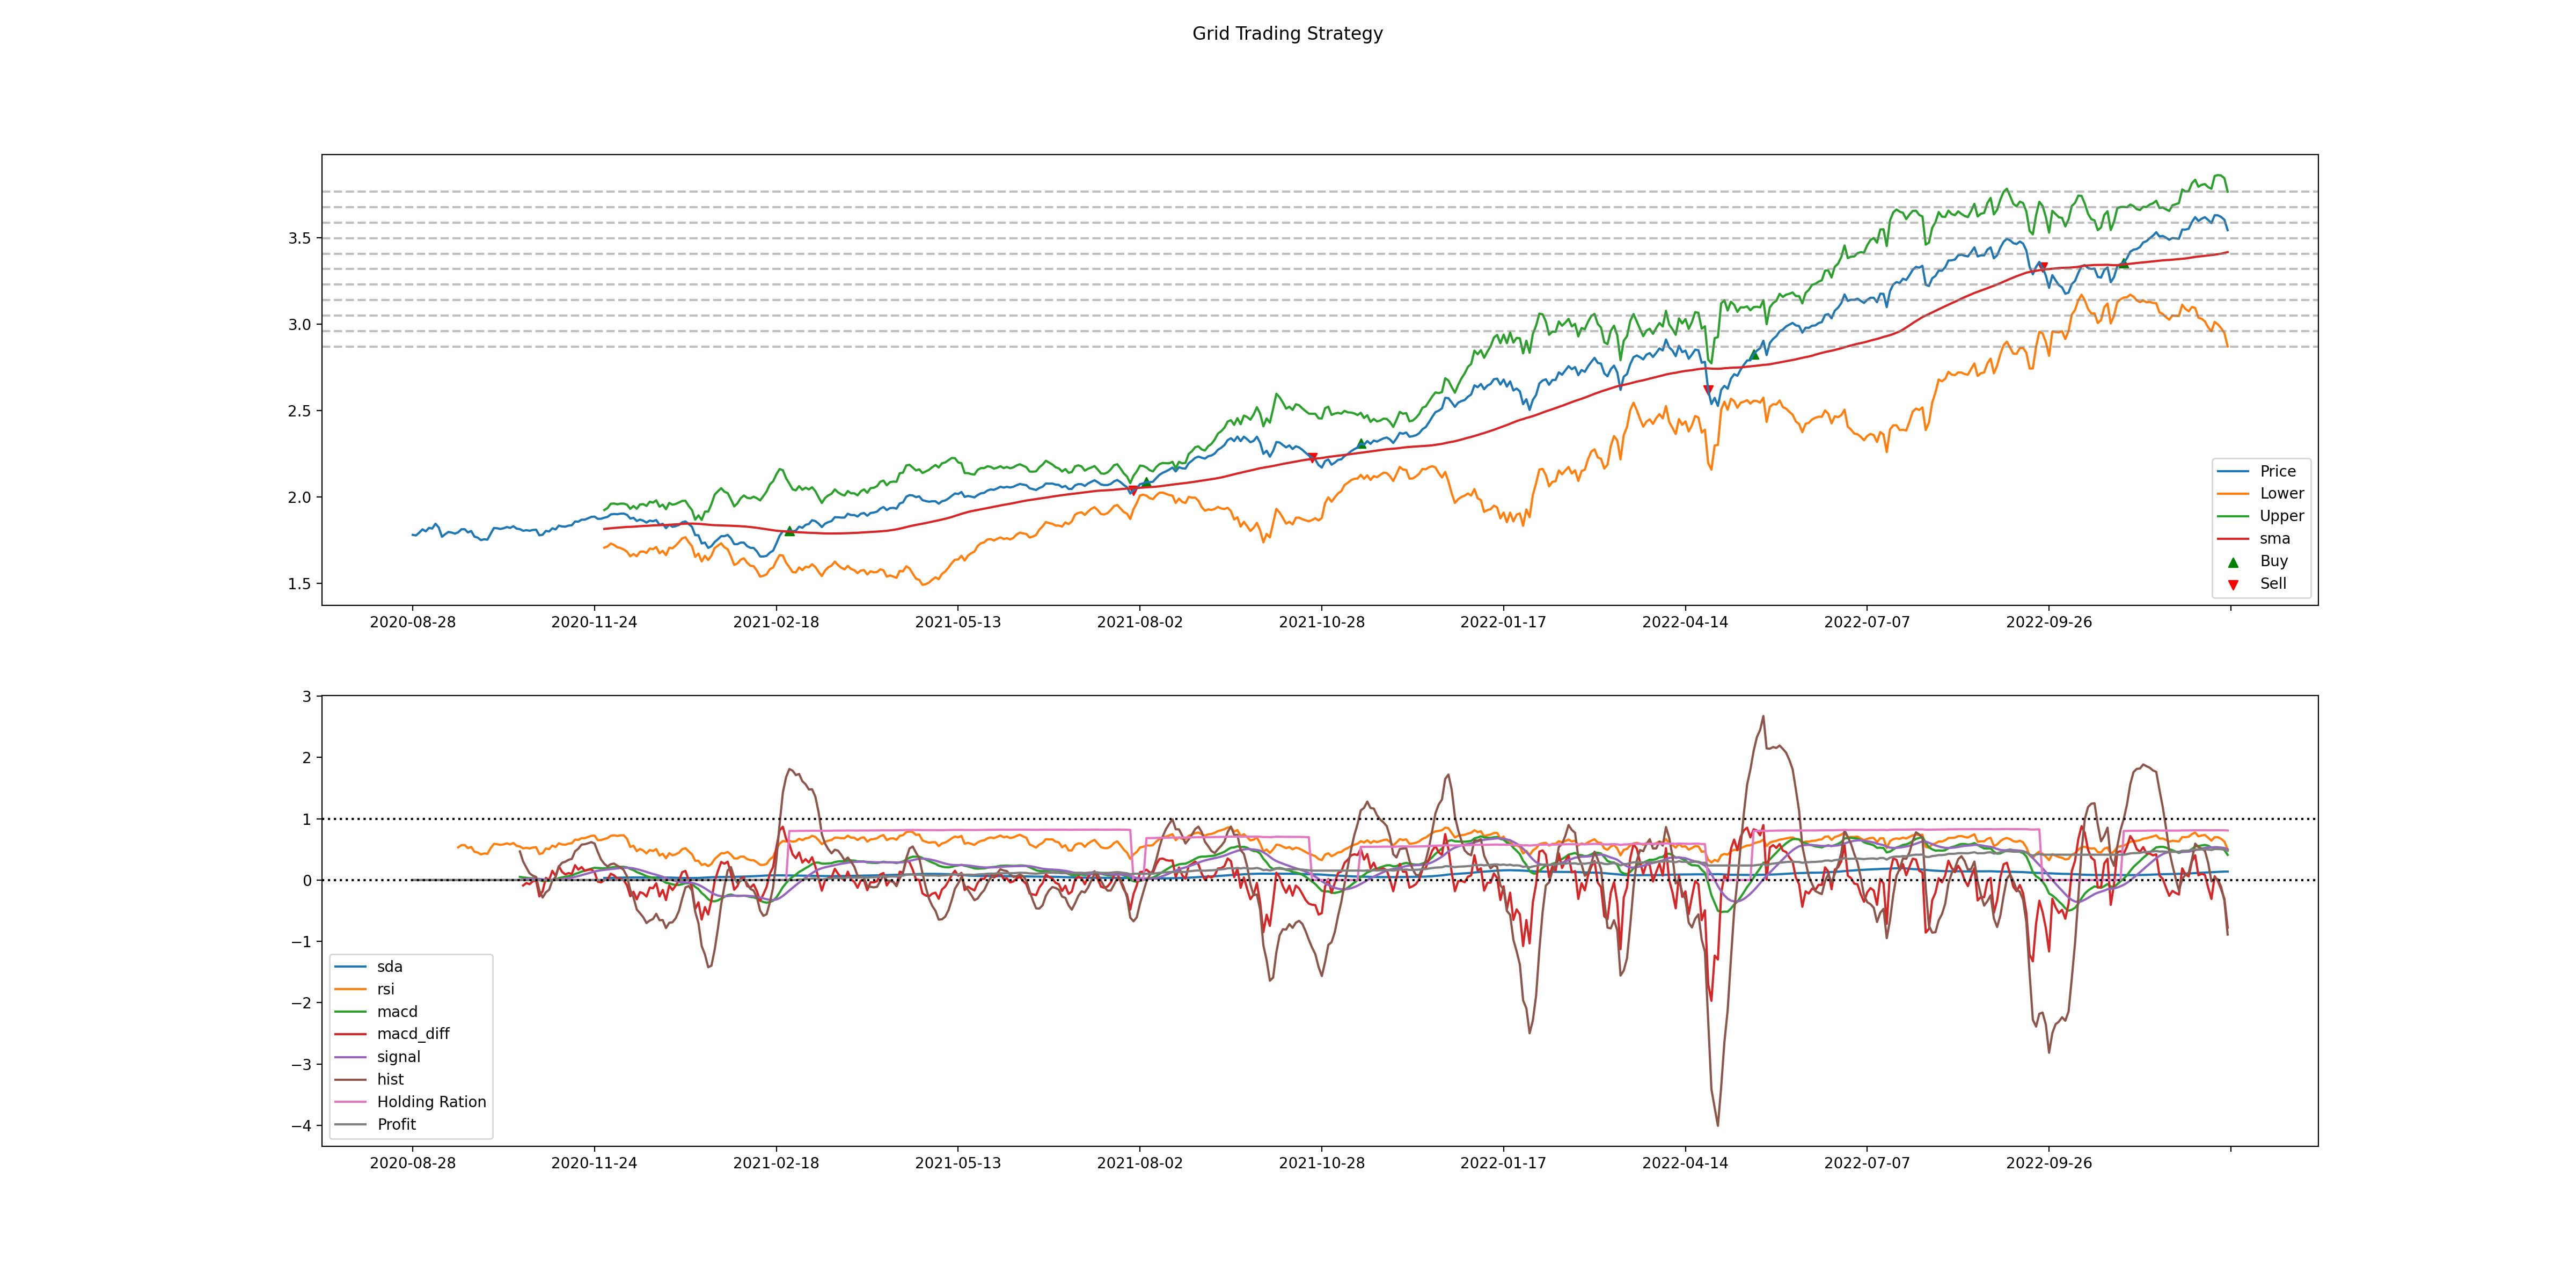 Grid Trading Strategy
3.5
3.0
2.5
2.0
1.5
Price
Lower
Upper
sma
Buy
Sell
2020-08-28 2020-11-24 2021-02-18 2021-05-13 2021-08-02 2021-10-28 2022-01-17 2022-04-14 2022-07-07 2022-09-26
3
2
1
0
−1
−2
−3
−4
sda
rsi
macd
macd_diff
signal
hist
Holding Ration
Profit
2020-08-28 2020-11-24 2021-02-18 2021-05-13 2021-08-02 2021-10-28 2022-01-17 2022-04-14 2022-07-07 2022-09-26